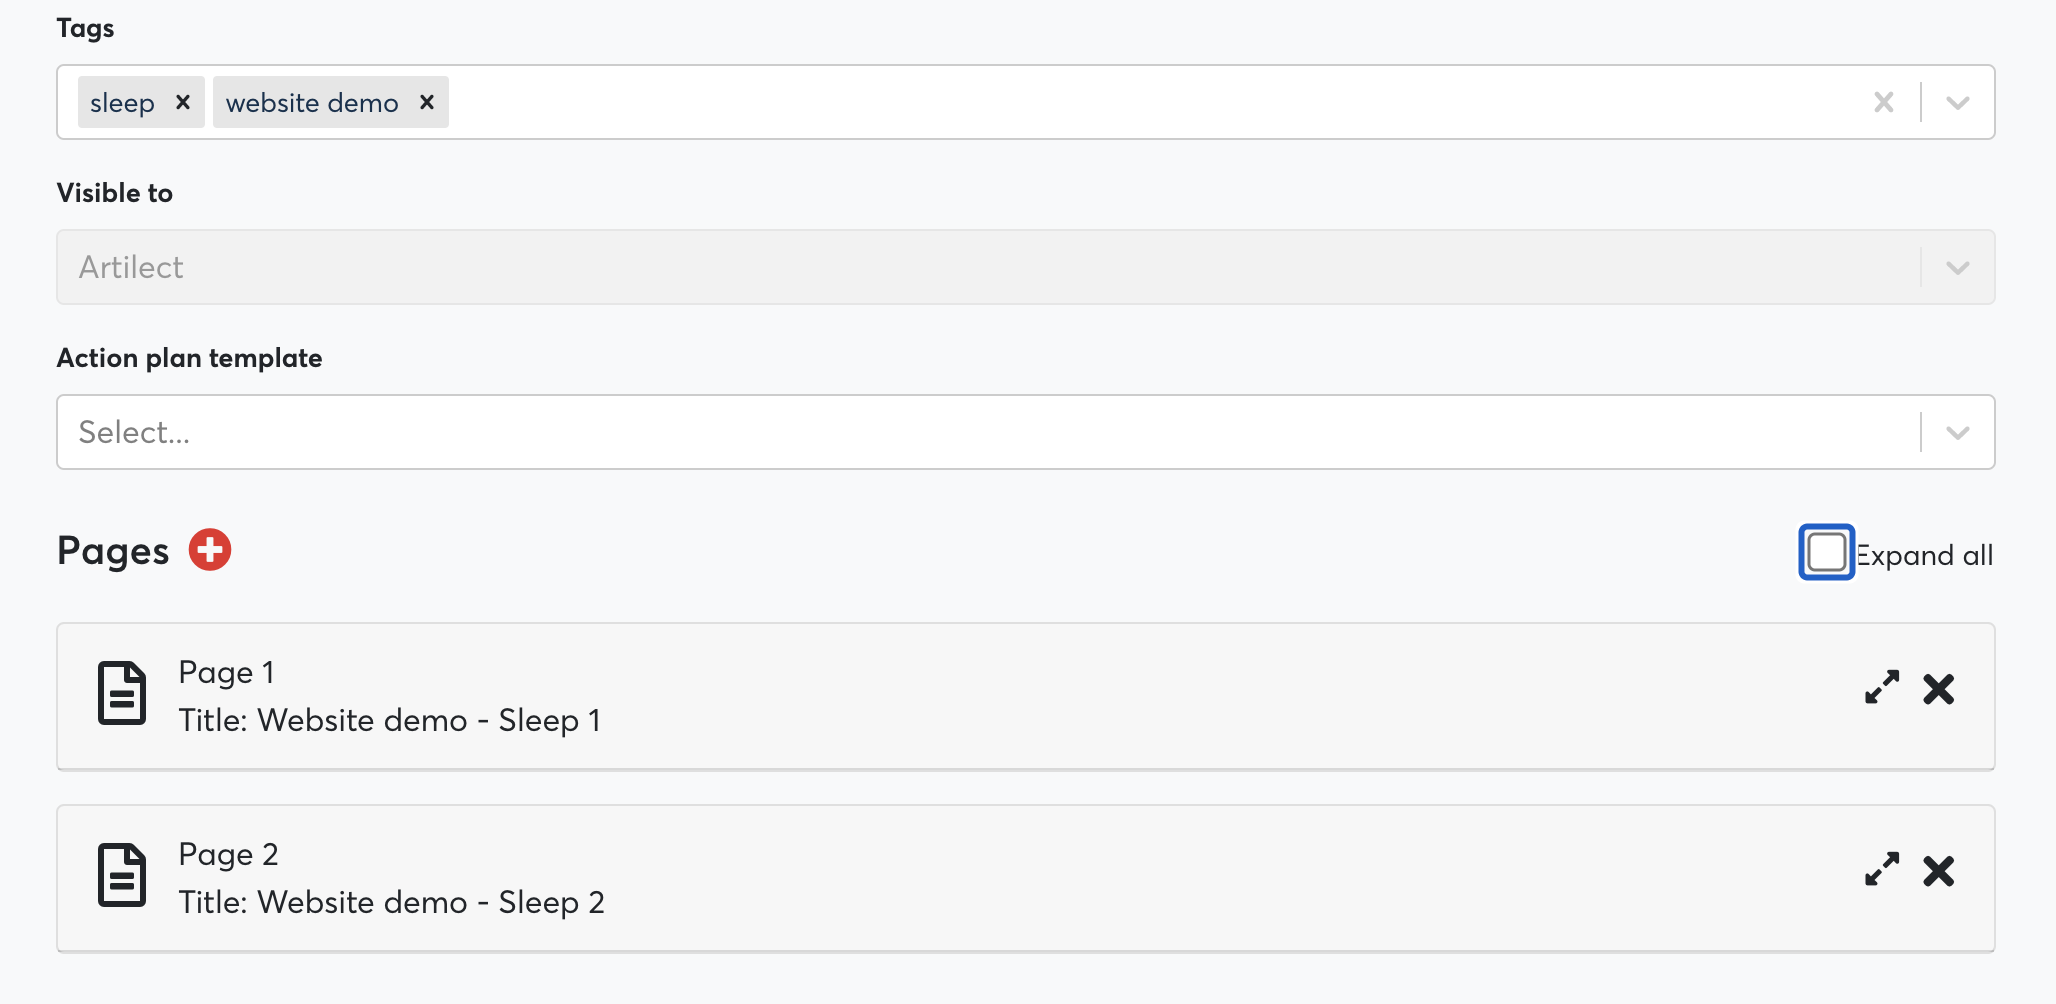 Tags
sleep
website demo
Visible to
Artilect
Action plan template
Select...
Pages
Expand all
Page 1
Title: Website demo - Sleep 1
Page 2
Title: Website demo - Sleep 2